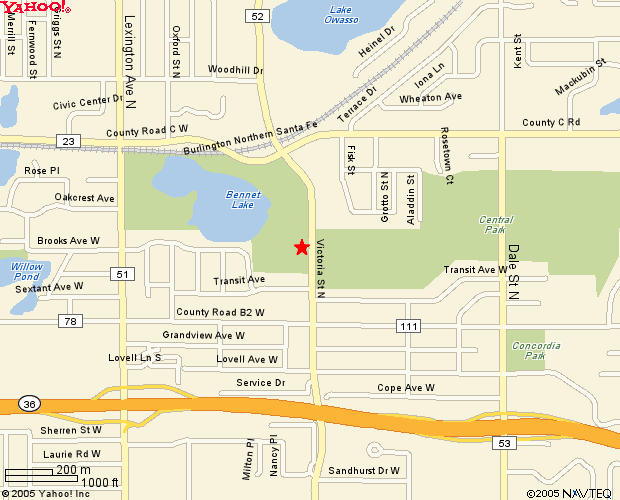 YAHOO!
52
Lake
Owasso
Merrill St
Fernwood St
riggs St N
Lexington Ave N
Oxford St N
Heinel Dr
Kent St
Woodhill Dr
Iona Ln
Mackubin St
Terrace Dr
Wheaton Ave
Civic Center Dr
County Road C W
Burlington Northern Santa Fe
County C Rd
23
Rosetown Ct
Fisk St
Rose Pl
Grotto St N
Aladdin St
Oakcrest Ave
Bennet
Lake
Central
Park
Brooks Ave W
Victoria St N
Dale St N
Willow
Pond
51
Transit Ave
Transit Ave W
Sextant Ave W
County Road B2 W
78
111
Grandview Ave W
Concordia
Park
Lovell Ln S
Lovell Ave W
Service Dr
Cope Ave W
36
Sherren St W
53
Milton Pl
Nancy Pl
Laurie Rd W
Sandhurst Dr W
200 m
1000 ft
©2005 Yahoo! Inc
©2005 NAVTEQ